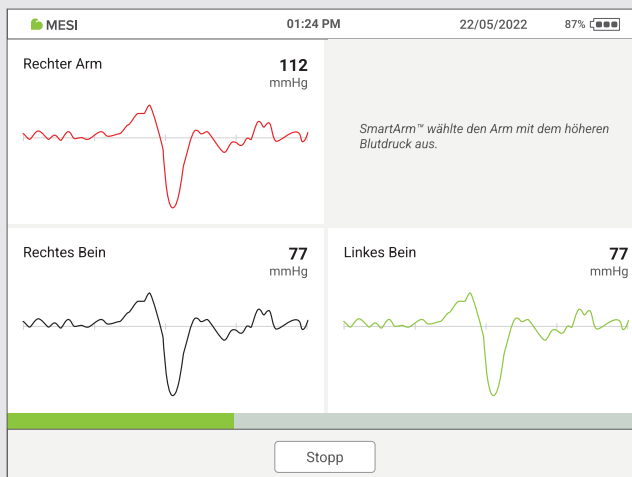 MESI 01:24 PM 22/05/2022 87%
Rechter Arm 112
mmHg
SmartArm™ wählte den Arm mit dem höheren
Blutdruck aus.
Rechtes Bein 77
mmHg
Linkes Bein 77
mmHg
Stopp